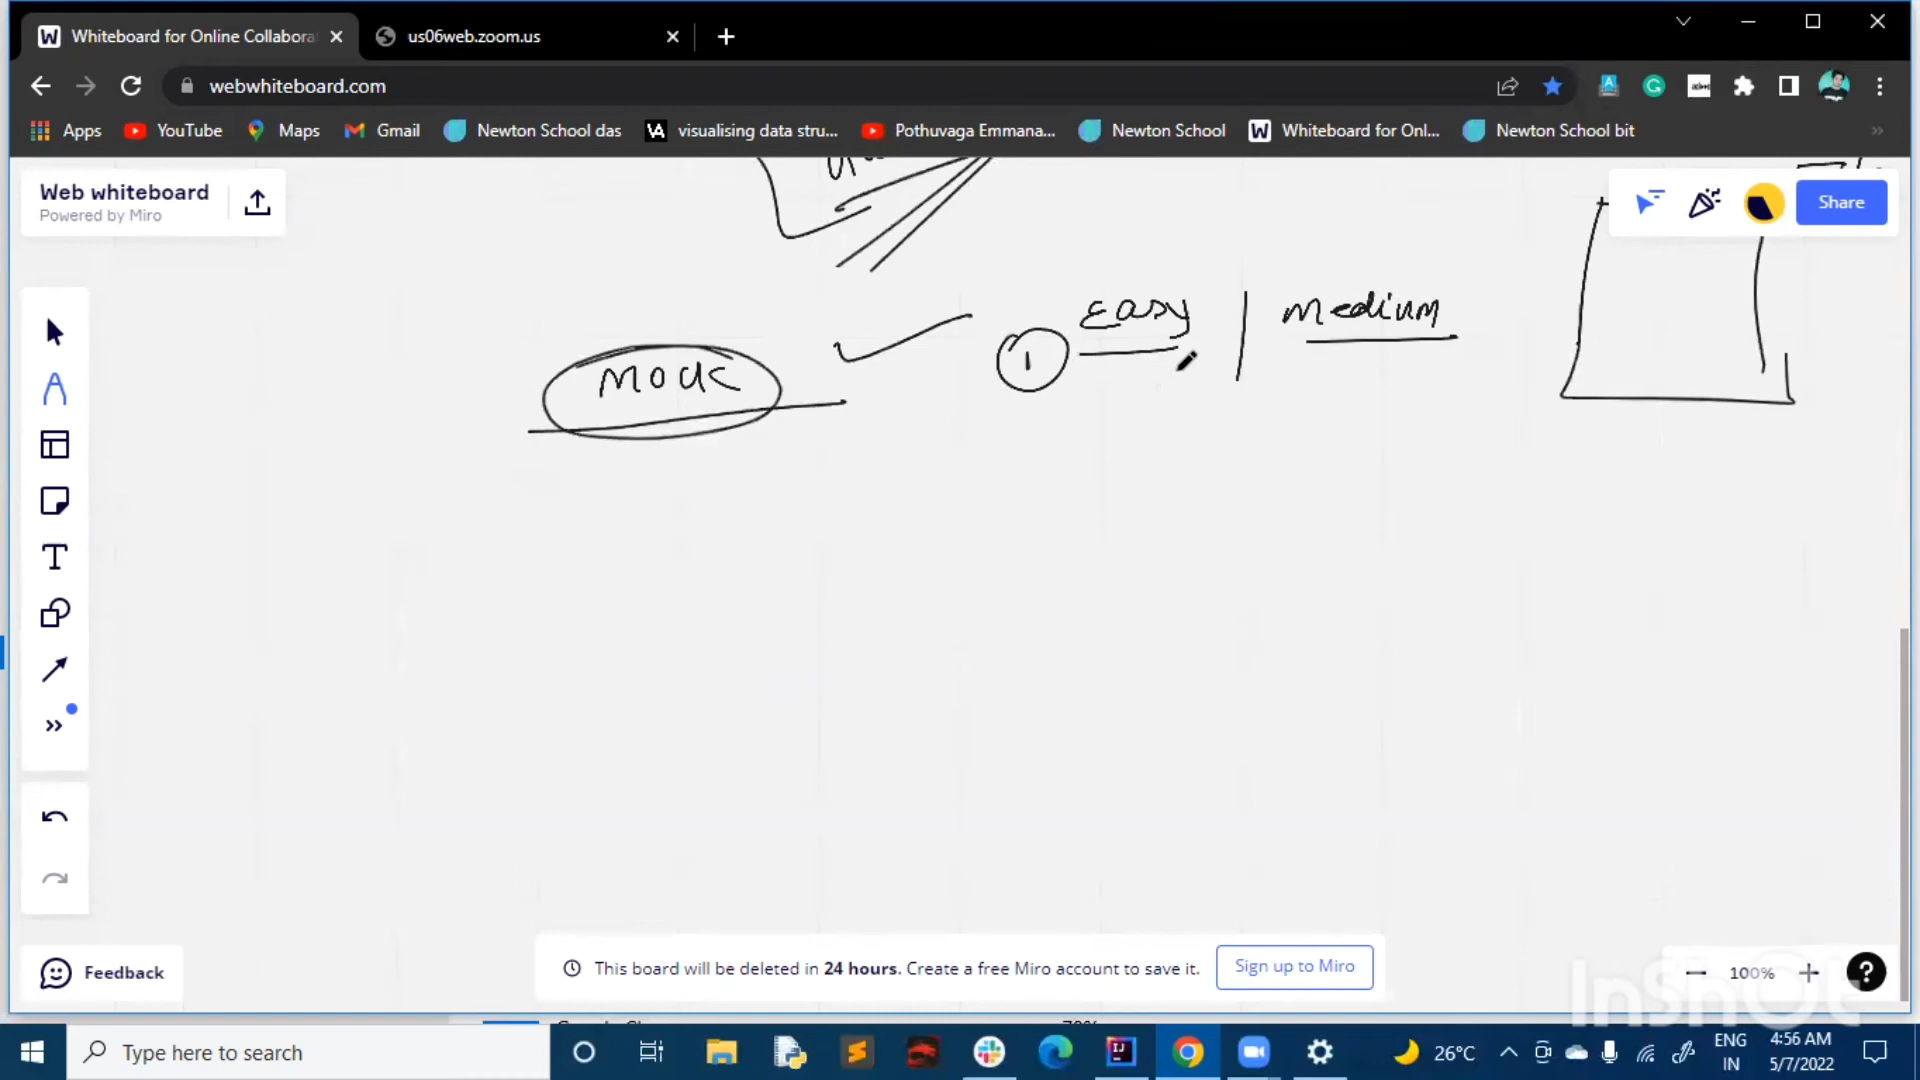 Whiteboard for Online Collabora
us06web.zoom.us
webwhiteboard.com
Apps YouTube Maps Gmail Newton School das visualising data stru... Pothuvaga Emmana... Newton School Whiteboard for Onl... Newton School bit
Web whiteboard
Powered by Miro
Share
Easy | medium
1
MOCK
Feedback
This board will be deleted in 24 hours. Create a free Miro account to save it.
Sign up to Miro
100%
InShot
Type here to search
26°C
ENG
IN
4:56 AM
5/7/2022